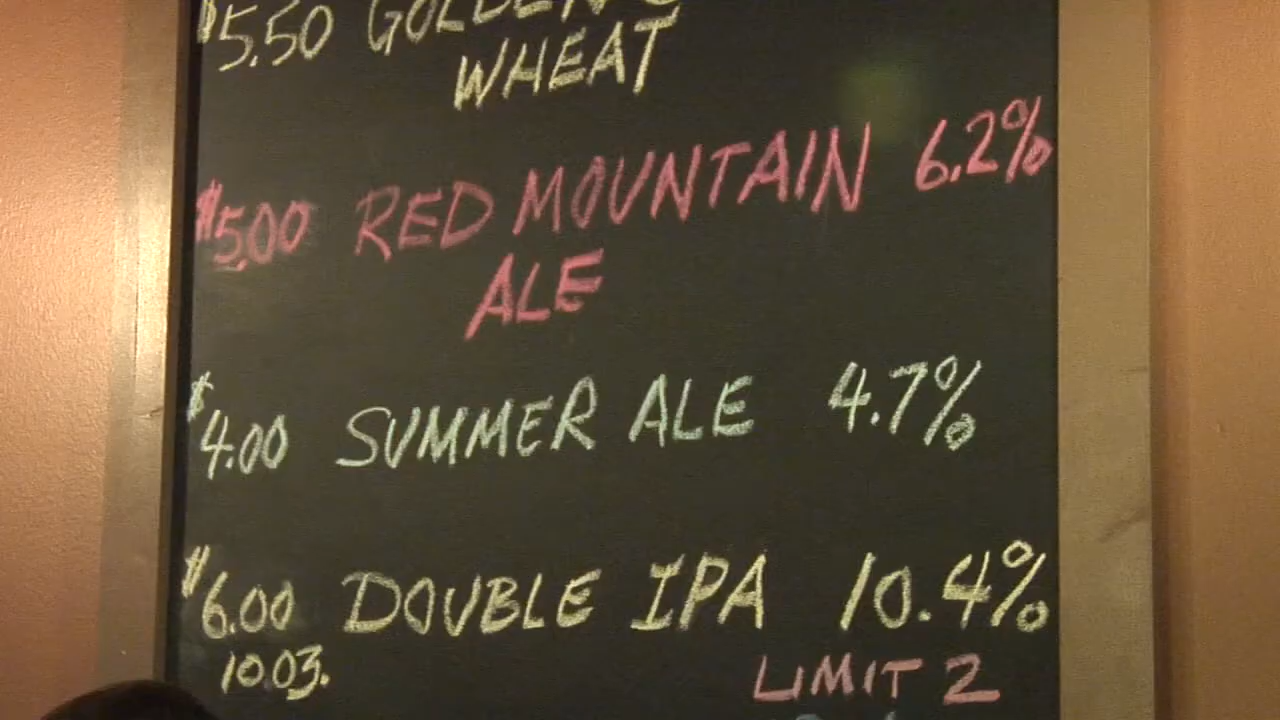 $5.50 GOLDEN
WHEAT
$5.00 RED MOUNTAIN 6.2%
ALE
$4.00 SUMMER ALE 4.7%
$6.00 DOUBLE IPA 10.4%
10 03.
LIMIT 2